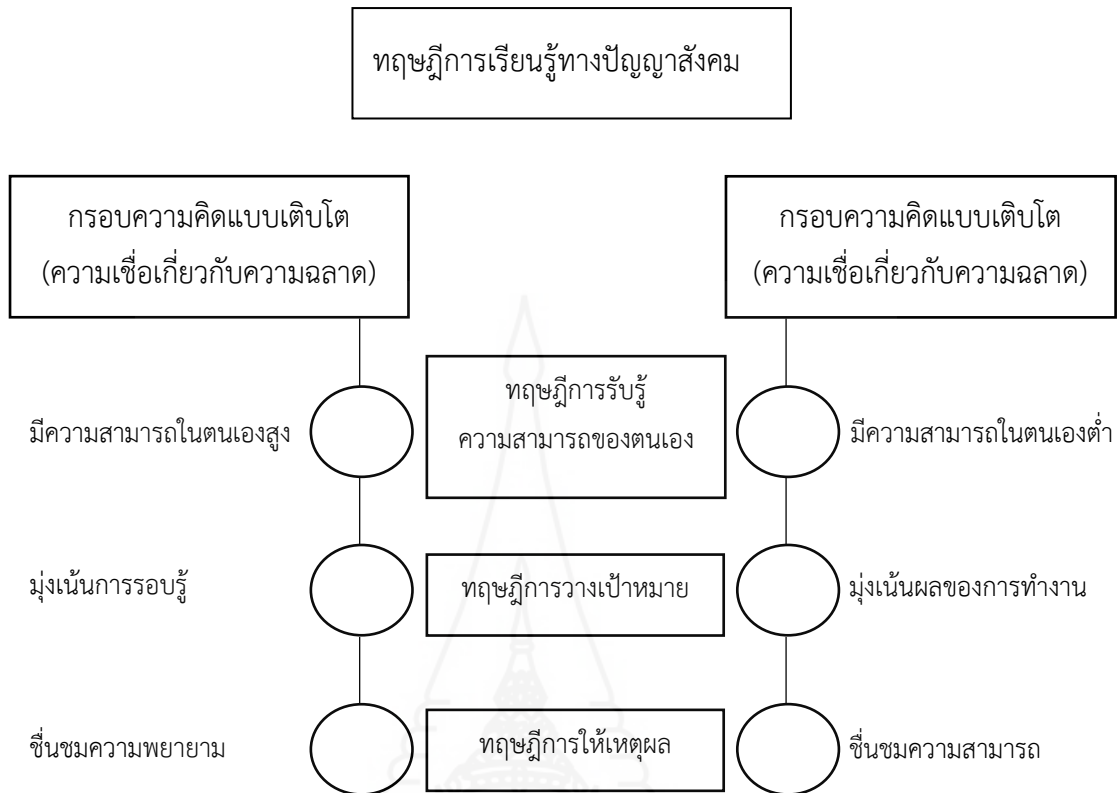 ทฤษฎีการเรียนรู้ทางปัญญาสังคม
กรอบความคิดแบบเติบโต
(ความเชื่อเกี่ยวกับความฉลาด)
กรอบความคิดแบบเติบโต
(ความเชื่อเกี่ยวกับความฉลาด)
มีความสามารถในตนเองสูง
ทฤษฎีการรับรู้
ความสามารถของตนเอง
มีความสามารถในตนเองต่ำ
มุ่งเน้นการรอบรู้
ทฤษฎีการวางเป้าหมาย
มุ่งเน้นผลของการทำงาน
ชื่นชมความพยายาม
ทฤษฎีการให้เหตุผล
ชื่นชมความสามารถ